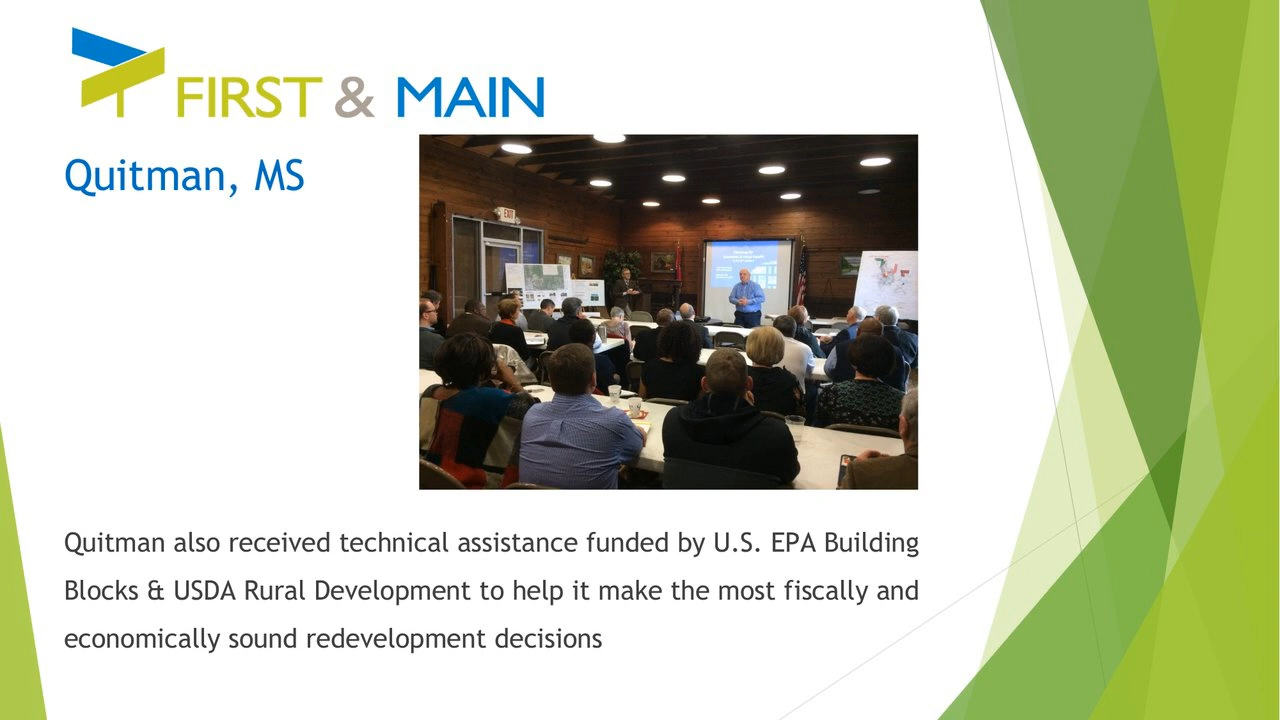 FIRST & MAIN
Quitman, MS
EXIT
Quitman also received technical assistance funded by U.S. EPA Building
Blocks & USDA Rural Development to help it make the most fiscally and
economically sound redevelopment decisions